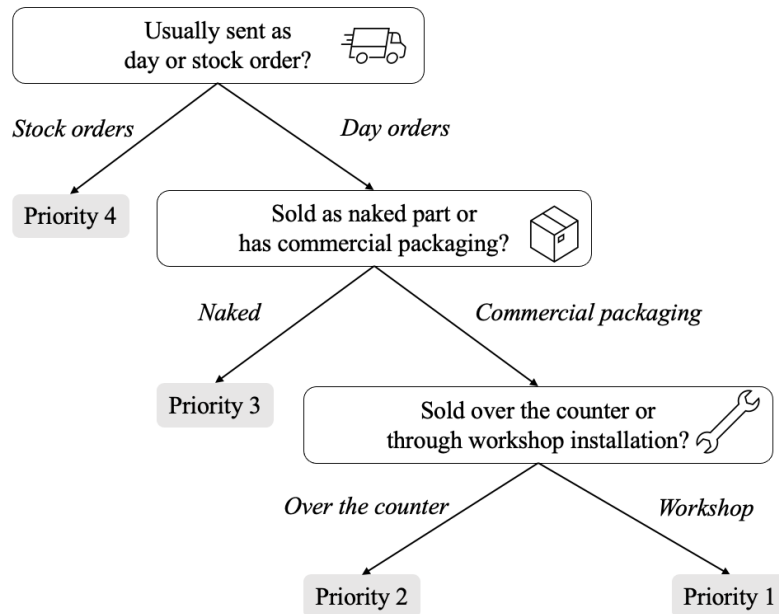 Usually sent as
day or stock order?
Stock orders
Day orders
Priority 4
Sold as naked part or
has commercial packaging?
Naked
Commercial packaging
Priority 3
Sold over the counter or
through workshop installation?
Over the counter
Workshop
Priority 2
Priority 1